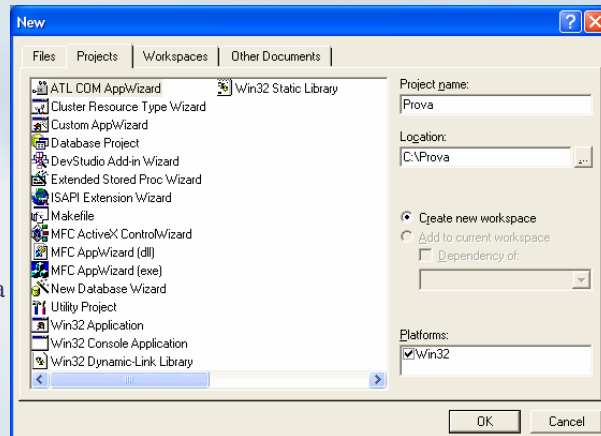 New
Files Projects Workspaces Other Documents
ATL COM AppWizard Win32 Static Library
Cluster Resource Type Wizard
Custom AppWizard
Database Project
DevStudio Add-in Wizard
Extended Stored Proc Wizard
ISAPI Extension Wizard
Makefile
MFC ActiveX ControlWizard
MFC AppWizard (dll)
MFC AppWizard (exe)
New Database Wizard
Utility Project
Win32 Application
Win32 Console Application
Win32 Dynamic-Link Library
Project name:
Prova
Location:
C:\Prova
...
Create new workspace
Add to current workspace
Dependency of:
Platforms:
Win32
OK Cancel
a